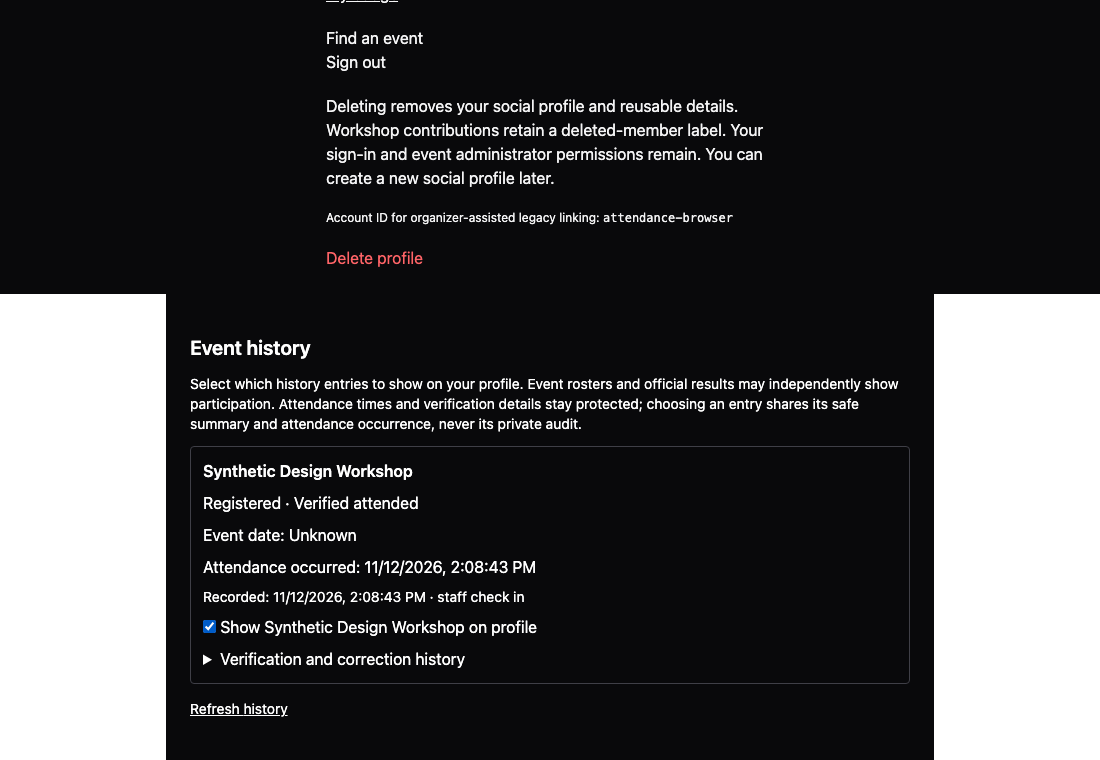 Find an event
Sign out
Deleting removes your social profile and reusable details.
Workshop contributions retain a deleted-member label. Your
sign-in and event administrator permissions remain. You can
create a new social profile later.
Account ID for organizer-assisted legacy linking: attendance-browser
Delete profile
Event history
Select which history entries to show on your profile. Event rosters and official results may independently show
participation. Attendance times and verification details stay protected; choosing an entry shares its safe
summary and attendance occurrence, never its private audit.
Synthetic Design Workshop
Registered · Verified attended
Event date: Unknown
Attendance occurred: 11/12/2026, 2:08:43 PM
Recorded: 11/12/2026, 2:08:43 PM · staff check in
Show Synthetic Design Workshop on profile
Verification and correction history
Refresh history